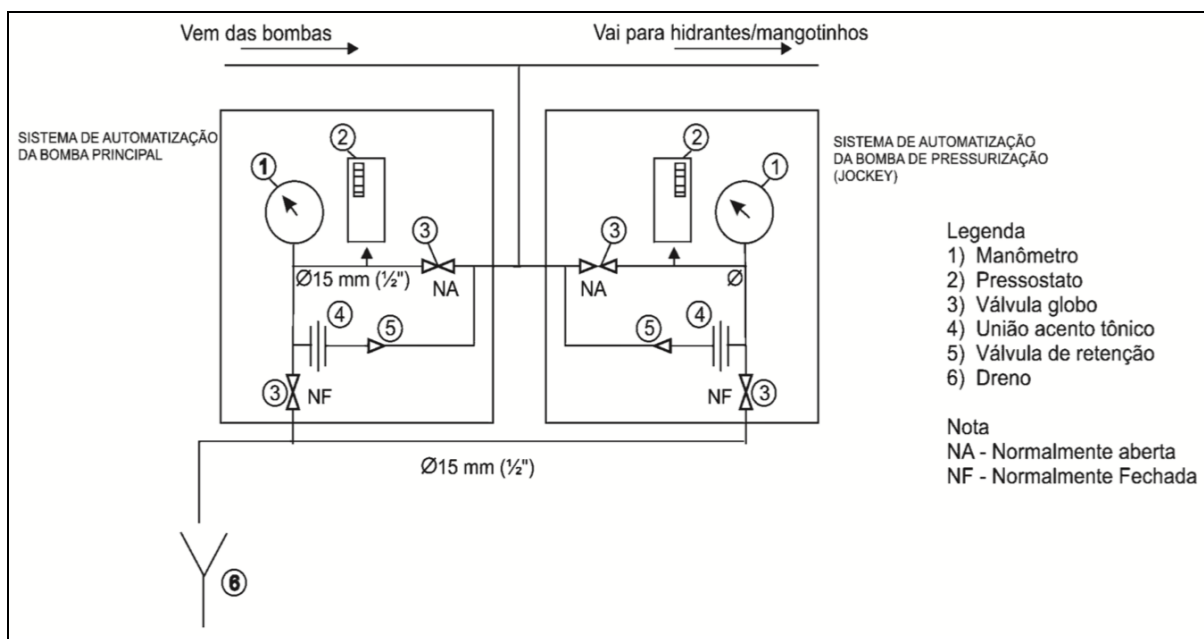 Vem das bombas
Vai para hidrantes/mangotinhos
SISTEMA DE AUTOMATIZAÇÃO
DA BOMBA PRINCIPAL
1
2
3
Ø15 mm (½")
NA
4
5
3
NF
2
1
3
NA
Ø
5
4
NF
3
SISTEMA DE AUTOMATIZAÇÃO
DA BOMBA DE PRESSURIZAÇÃO
(JOCKEY)
Ø15 mm (½")
6
Legenda
1) Manômetro
2) Pressostato
3) Válvula globo
4) União acento tônico
5) Válvula de retenção
6) Dreno
Nota
NA - Normalmente aberta
NF - Normalmente Fechada